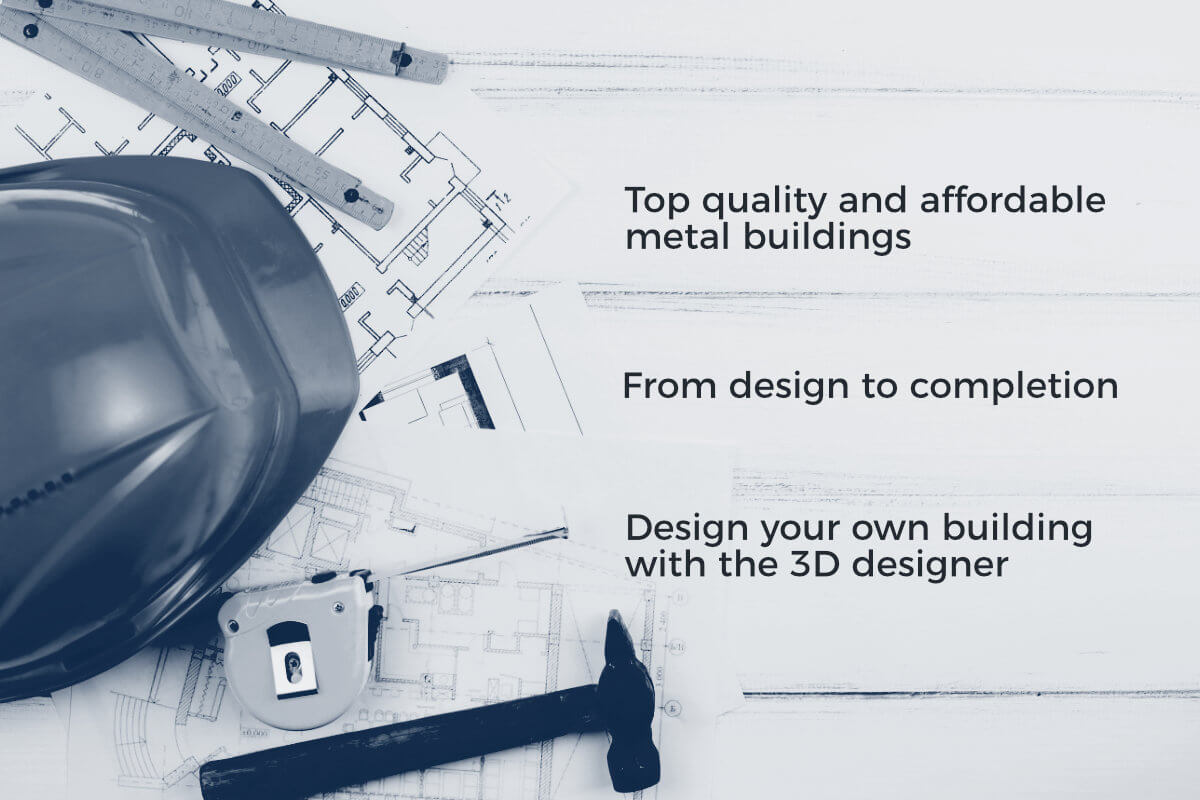 Top quality and affordable
metal buildings
From design to completion
Design your own building
with the 3D designer